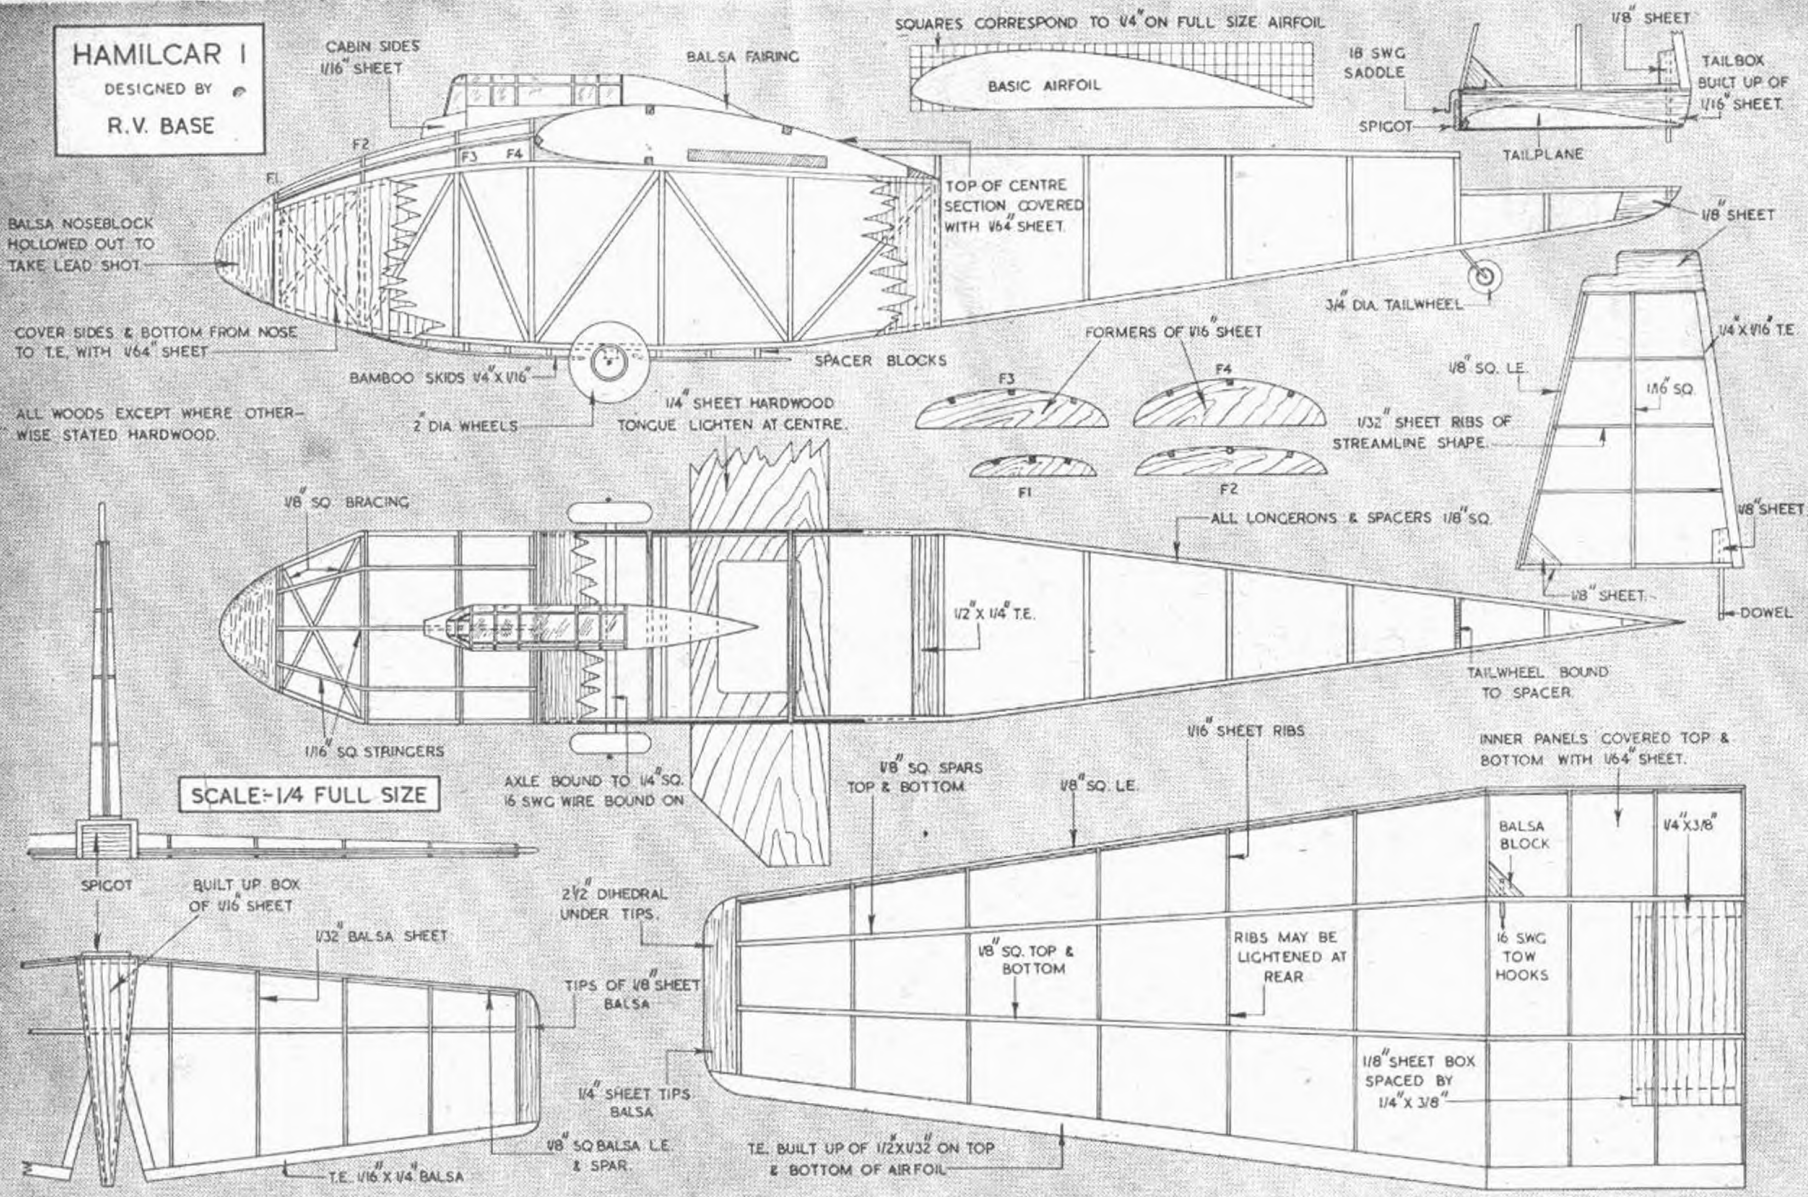 HAMILCAR I
DESIGNED BY
R.V. BASE
CABIN SIDES
1/16" SHEET
BALSA FAIRING
SQUARES CORRESPOND TO 1/4" ON FULL SIZE AIRFOIL
BASIC AIRFOIL
18 SWG
SADDLE
SPIGOT
TAILPLANE
1/8" SHEET
TAILBOX
BUILT UP OF
1/16" SHEET.
F1.
F2
F3
F4
BALSA NOSEBLOCK
HOLLOWED OUT TO
TAKE LEAD SHOT.
TOP OF CENTRE
SECTION COVERED
WITH 1/64" SHEET.
1/8" SHEET
3/4" DIA. TAILWHEEL
COVER SIDES & BOTTOM FROM NOSE
TO T.E. WITH 1/64" SHEET
BAMBOO SKIDS 1/4" X 1/16"
SPACER BLOCKS
2" DIA WHEELS
FORMERS OF 1/16" SHEET
F3
F4
F1
F2
1/8" SQ. L.E.
1/4" X 1/16" T.E.
1/16" SQ.
1/32" SHEET RIBS OF
STREAMLINE SHAPE.
1/8" SHEET
1/8" SHEET.
DOWEL
ALL WOODS EXCEPT WHERE OTHER-
WISE STATED HARDWOOD.
1/4" SHEET HARDWOOD
TONGUE LIGHTEN AT CENTRE.
1/8" SQ. BRACING
ALL LONGERONS & SPACERS 1/8" SQ.
1/2" X 1/4" T.E.
TAILWHEEL BOUND
TO SPACER.
1/16" SQ. STRINGERS
AXLE BOUND TO 1/4" SQ.
16 SWG WIRE BOUND ON
SCALE:-1/4 FULL SIZE
SPIGOT
BUILT UP BOX
OF 1/16" SHEET
1/32" BALSA SHEET
2 1/2" DIHEDRAL
UNDER TIPS.
TIPS OF 1/8" SHEET
BALSA
1/4" SHEET TIPS
BALSA
1/8" SQ BALSA L.E.
& SPAR.
T.E. 1/16" X 1/4" BALSA
1/8" SQ. SPARS
TOP & BOTTOM
1/8" SQ. L.E.
1/16" SHEET RIBS
INNER PANELS COVERED TOP &
BOTTOM WITH 1/64" SHEET.
BALSA
BLOCK
1/4" X 3/8"
1/8" SQ. TOP &
BOTTOM
RIBS MAY BE
LIGHTENED AT
REAR
16 SWG
TOW
HOOKS
1/8" SHEET BOX
SPACED BY
1/4" X 3/8"
T.E. BUILT UP OF 1/2" X 1/32" ON TOP
& BOTTOM OF AIRFOIL